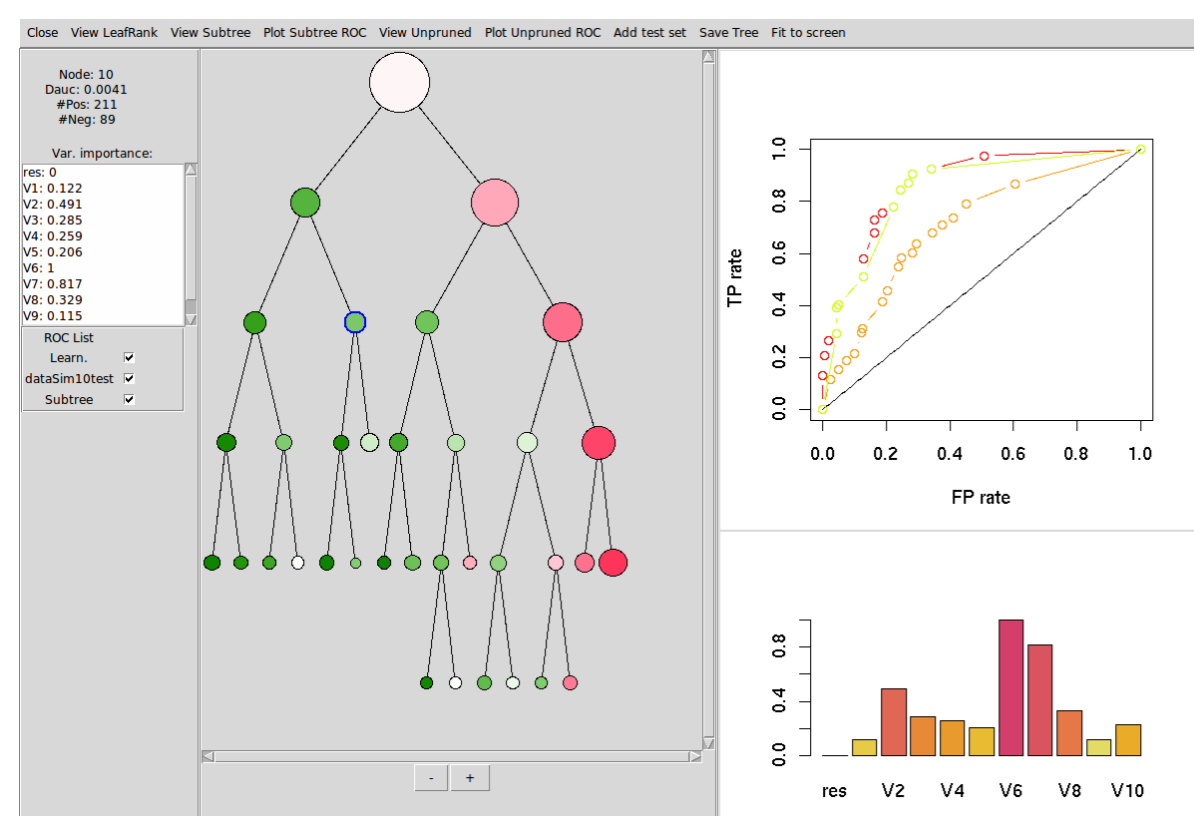 Close View LeafRank View Subtree Plot Subtree ROC View Unpruned Plot Unpruned ROC Add test set Save Tree Fit to screen
Node: 10
Dauc: 0.0041
#Pos: 211
#Neg: 89
Var. importance:
res: 0
V1: 0.122
V2: 0.491
V3: 0.285
V4: 0.259
V5: 0.206
V6: 1
V7: 0.817
V8: 0.329
V9: 0.115
ROC List
Learn.
dataSim10test
Subtree
- +
TP rate
1.0
0.8
0.6
0.4
0.2
0.0
0.0 0.2 0.4 0.6 0.8 1.0
FP rate
0.8
0.4
0.0
res V2 V4 V6 V8 V10